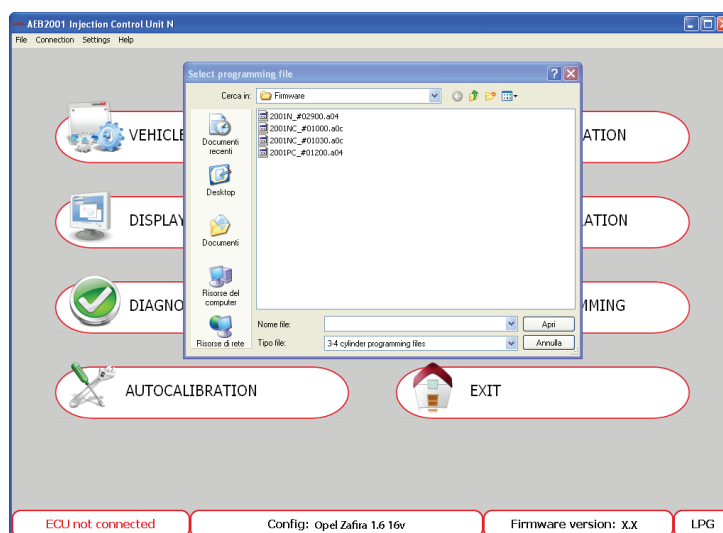 AEB2001 Injection Control Unit N
File Connection Settings Help
Select programming file
Cerca in: Firmware
2001N_#02900.a04
2001NC_#01000.a0c
2001NC_#01030.a0c
2001PC_#01200.a04
Documenti recenti
Desktop
Documenti
Risorse del computer
Risorse di rete
Nome file:
Apri
Tipo file: 3-4 cylinder programming files
Annulla
VEHICLE
ATION
DISPLAY
ATION
DIAGNO
MMING
AUTOCALIBRATION
EXIT
ECU not connected
Config: Opel Zafira 1.6 16v
Firmware version: X.X
LPG